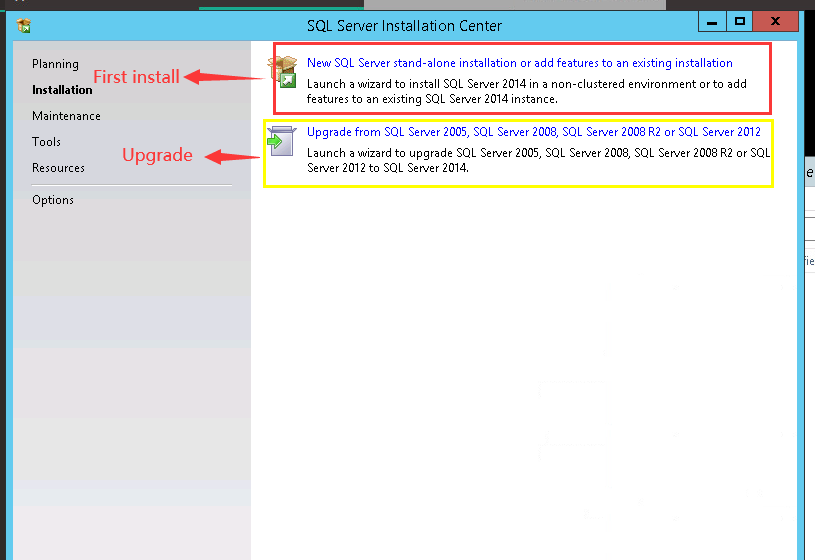 SQL Server Installation Center
Planning
Installation
Maintenance
Tools
Resources
Options
First install
New SQL Server stand-alone installation or add features to an existing installation
Launch a wizard to install SQL Server 2014 in a non-clustered environment or to add
features to an existing SQL Server 2014 instance.
Upgrade
Upgrade from SQL Server 2005, SQL Server 2008, SQL Server 2008 R2 or SQL Server 2012
Launch a wizard to upgrade SQL Server 2005, SQL Server 2008, SQL Server 2008 R2 or SQL
Server 2012 to SQL Server 2014.